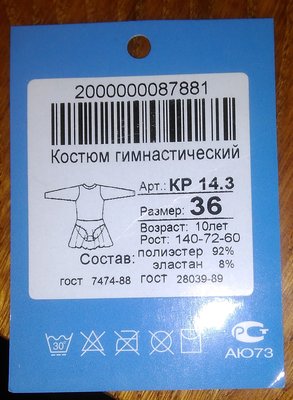 2000000087881
Костюм гимнастический
Арт.: КР 14.3
Размер: 36
Возраст: 10лет
Рост: 140-72-60
Состав: полиэстер 92%
эластан 8%
гост 7474-88 гост 28039-89
30°
РСТ
АЮ73